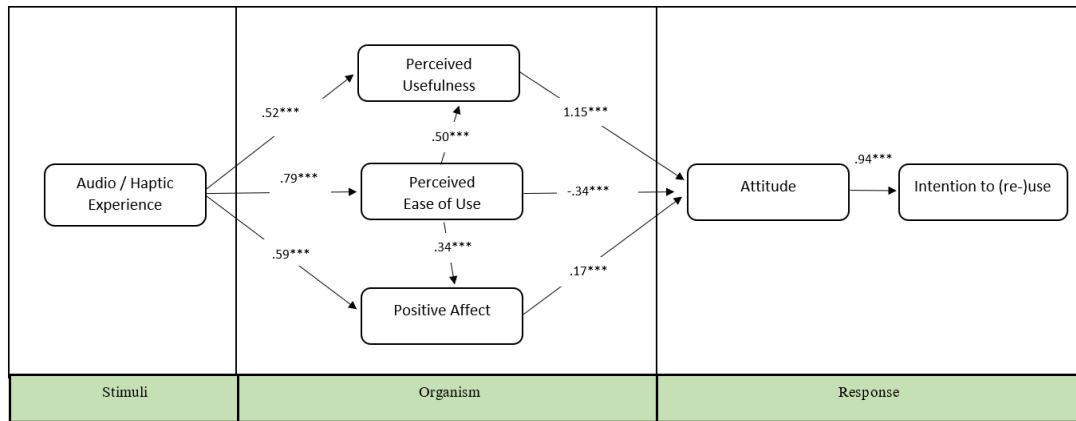 Perceived
Usefulness
.52***
1.15***
.50***
.94***
Audio / Haptic
Experience
.79***
Perceived
Ease of Use
-.34***
Attitude
Intention to (re-)use
.34***
.59***
.17***
Positive Affect
Stimuli
Organism
Response